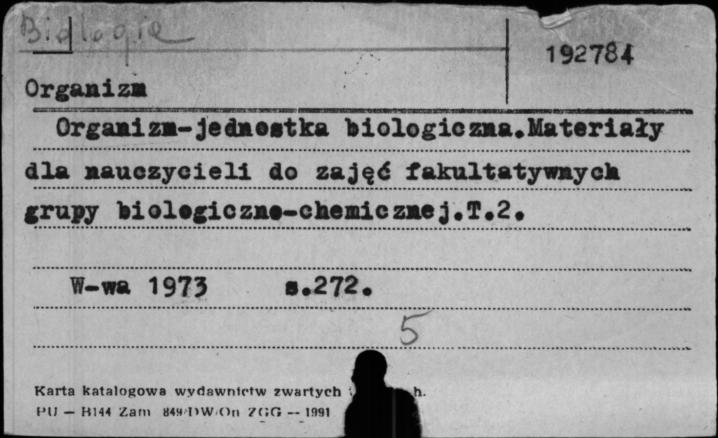 Biologia
192784
Organizm
Organizm-jednostka biologiczna.Materiały
dla nauczycieli do zajęć fakultatywnych
grupy biologiczno-chemicznej.T.2.
W-wa 1973 s.272.
5
Karta katalogowa wydawnictw zwartych h.
PU — B144 Zam 849/DW/On ZGG -- 1991